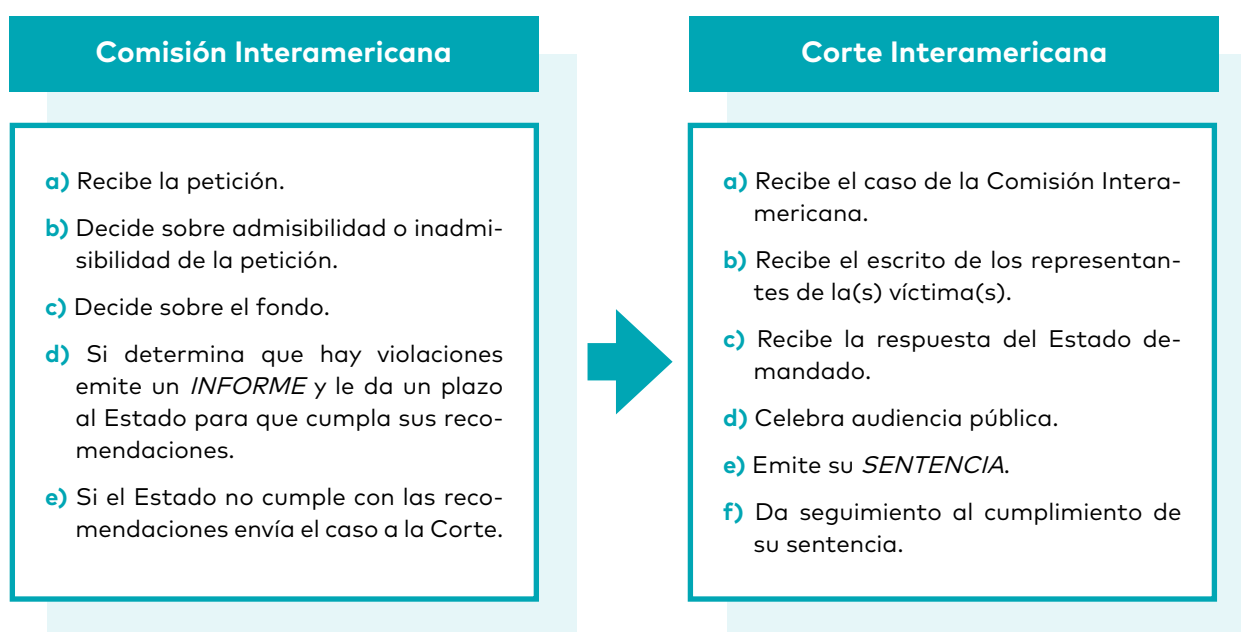 Comisión Interamericana
a) Recibe la petición.
b) Decide sobre admisibilidad o inadmi-
sibilidad de la petición.
c) Decide sobre el fondo.
d) Si determina que hay violaciones
emite un INFORME y le da un plazo
al Estado para que cumpla sus reco-
mendaciones.
e) Si el Estado no cumple con las reco-
mendaciones envía el caso a la Corte.
Corte Interamericana
a) Recibe el caso de la Comisión Intera-
mericana.
b) Recibe el escrito de los representan-
tes de la(s) víctima(s).
c) Recibe la respuesta del Estado de-
mandado.
d) Celebra audiencia pública.
e) Emite su SENTENCIA.
f) Da seguimiento al cumplimiento de
su sentencia.